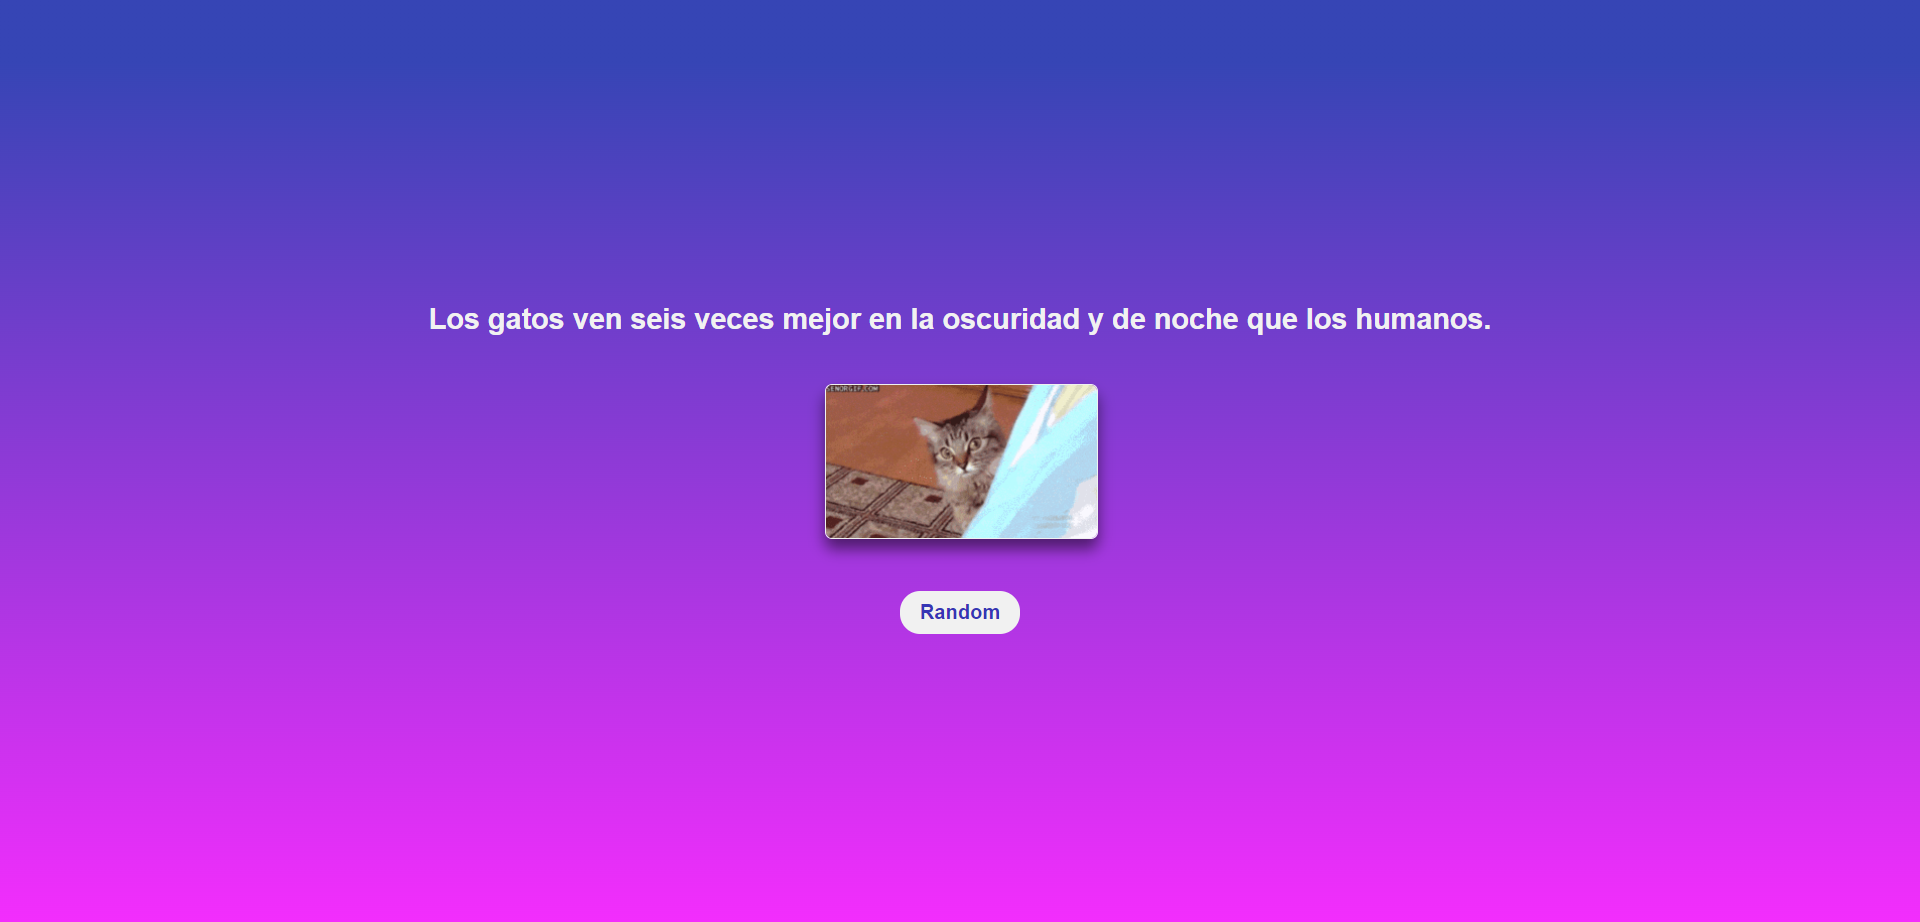 Los gatos ven seis veces mejor en la oscuridad y de noche que los humanos.
SENORGIF.COM
Random